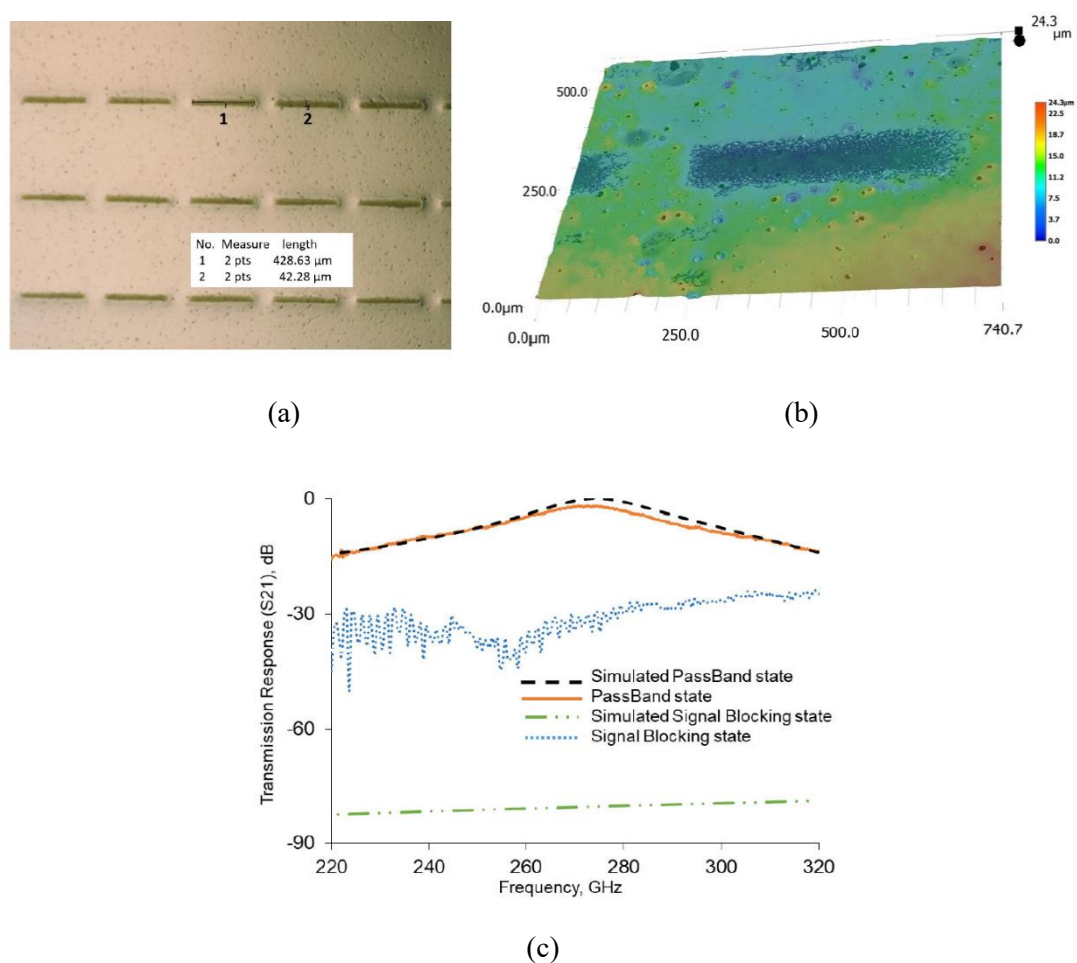 1
2
No. Measure length
1 2 pts 428.63 μm
2 2 pts 42.28 μm
(a)
24.3
μm
500.0
250.0
0.0μm
0.0μm
250.0
500.0
740.7
24.3μm
22.5
18.7
15.0
11.2
7.5
3.7
0.0
(b)
Transmission Response (S21), dB
0
-30
-60
-90
Simulated PassBand state
PassBand state
Simulated Signal Blocking state
Signal Blocking state
220 240 260 280 300 320
Frequency, GHz
(c)